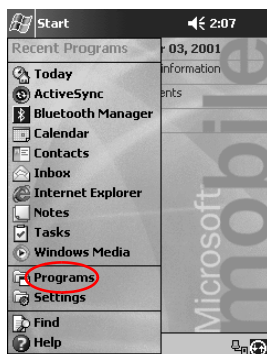 Start 2:07
Recent Programs r 03, 2001
Today information
ActiveSync ents
Bluetooth Manager
Calendar
Contacts
Inbox
Internet Explorer
Notes
Tasks
Windows Media
Programs
Settings
Find
Help
Microsoft
mobile